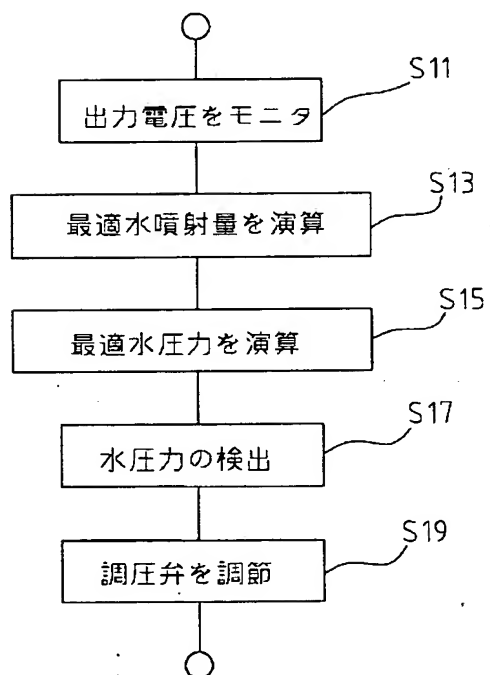 S11
出力電圧をモニタ
S13
最適水噴射量を演算
S15
最適水圧力を演算
S17
水圧力の検出
S19
調圧弁を調節